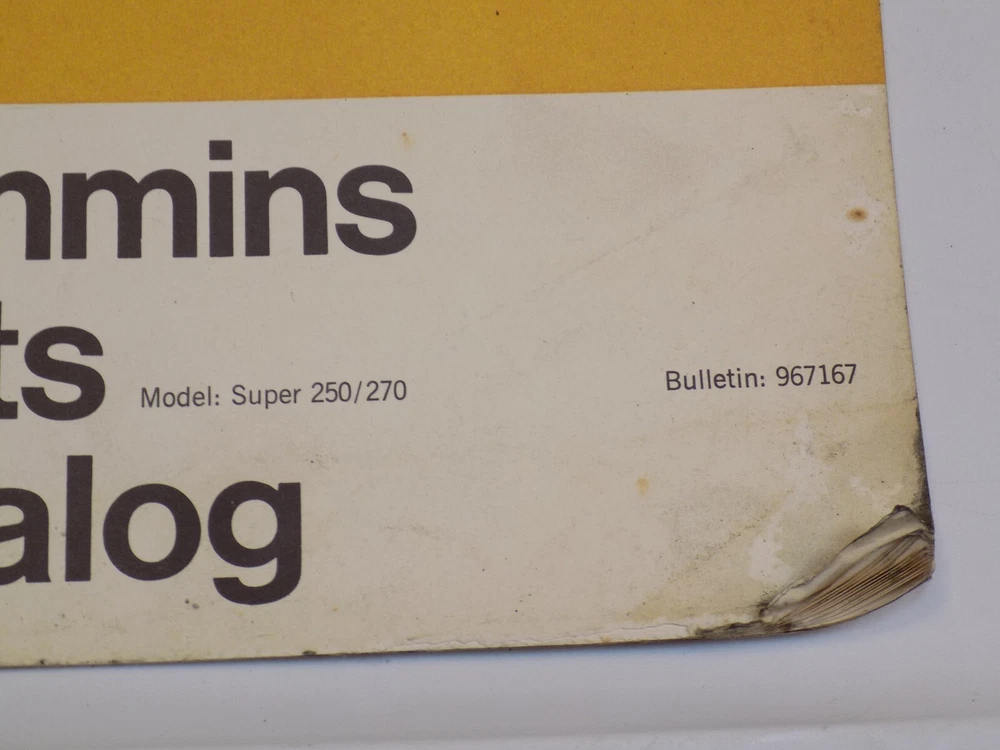 mmins
ts
Model: Super 250/270
Bulletin: 967167
alog